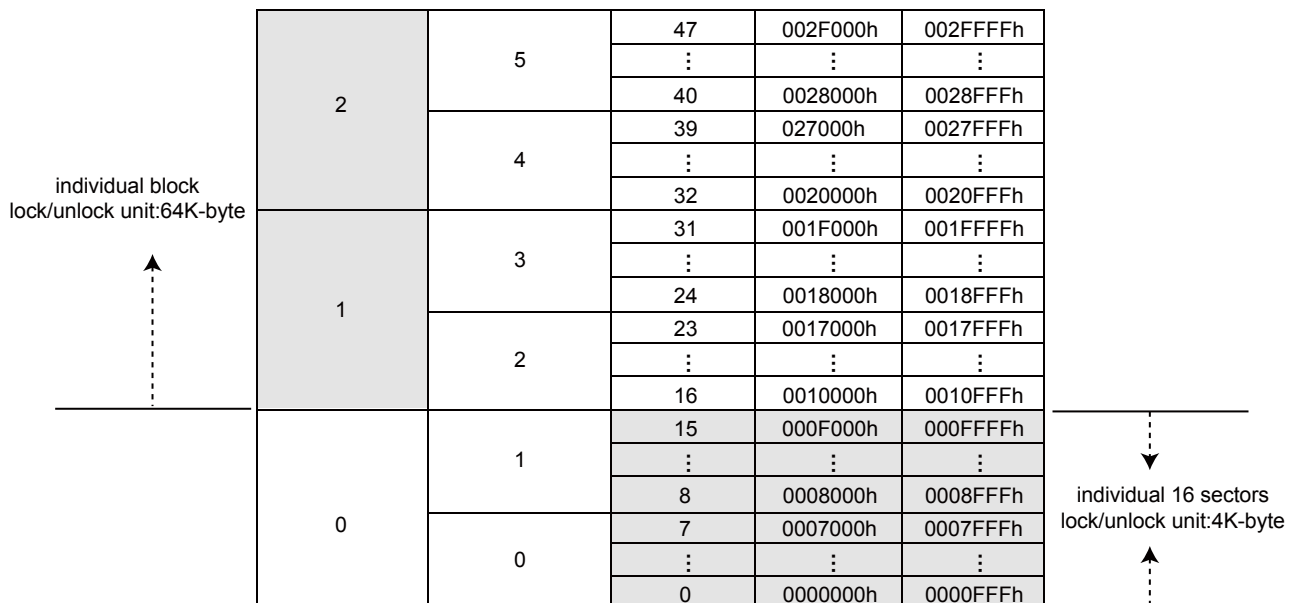 47 002F000h 002FFFFh
5
⋮ ⋮ ⋮
40 0028000h 0028FFFh
2
39 027000h 0027FFFh
4
⋮ ⋮ ⋮
32 0020000h 0020FFFh
individual block
lock/unlock unit:64K-byte
31 001F000h 001FFFFh
3
⋮ ⋮ ⋮
24 0018000h 0018FFFh
1
23 0017000h 0017FFFh
2
⋮ ⋮ ⋮
16 0010000h 0010FFFh
15 000F000h 000FFFFh
1
⋮ ⋮ ⋮
8 0008000h 0008FFFh
0
7 0007000h 0007FFFh
0
⋮ ⋮ ⋮
0 0000000h 0000FFFh
individual 16 sectors
lock/unlock unit:4K-byte